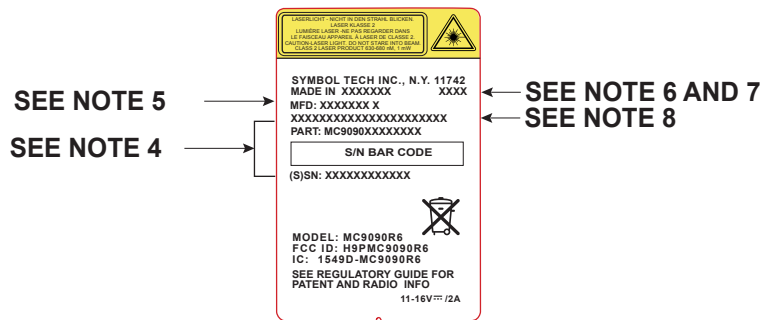 LASERLICHT - NICHT IN DEN STRAHL BLICKEN.
LASER KLASSE 2
LUMIÈRE LASER -NE PAS REGARDER DANS
LE FAISCEAU APPAREIL À LASER DE CLASSE 2.
CAUTION-LASER LIGHT. DO NOT STARE INTO BEAM.
CLASS 2 LASER PRODUCT 630-680 nM, 1 mW
SYMBOL TECH INC., N.Y. 11742
MADE IN XXXXXXX XXXX
SEE NOTE 6 AND 7
SEE NOTE 5
MFD: XXXXXXX X
XXXXXXXXXXXXXXXXXXXXXX
SEE NOTE 8
PART: MC9090XXXXXXXX
SEE NOTE 4
S/N BAR CODE
(S)SN: XXXXXXXXXXXX
MODEL: MC9090R6
FCC ID: H9PMC9090R6
IC: 1549D-MC9090R6
SEE REGULATORY GUIDE FOR
PATENT AND RADIO INFO
11-16V⎓ /2A